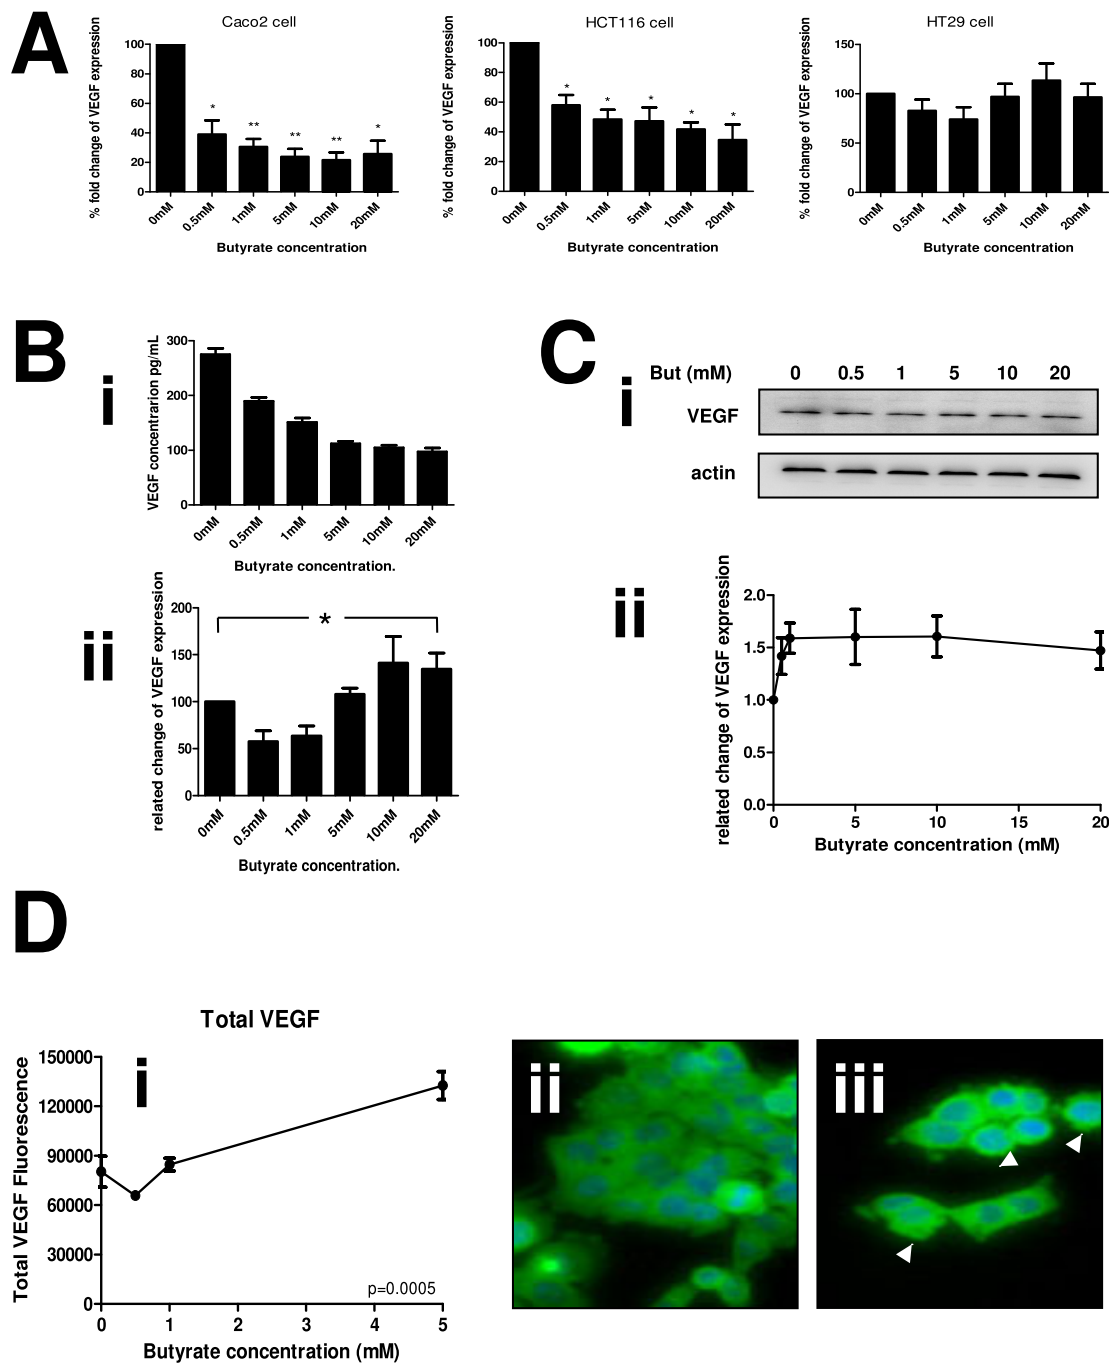 A
Caco2 cell
% fold change of VEGF expression
100
80
60
40
20
0
* ** ** ** *
0mM 0.5mM 1mM 5mM 10mM 20mM
Butyrate concentration
HCT116 cell
% fold change of VEGF expression
100
80
60
40
20
0
* * * * *
0mM 0.5mM 1mM 5mM 10mM 20mM
Butyrate concentration
HT29 cell
% fold change of VEGF expression
150
100
50
0
0mM 0.5mM 1mM 5mM 10mM 20mM
Butyrate concentration
B
i
VEGF concentrarion pg/mL
300
200
100
0
0mM 0.5mM 1mM 5mM 10mM 20mM
Butyrate concentration.
ii
related change of VEGF expression
200
150
100
50
0
*
0mM 0.5mM 1mM 5mM 10mM 20mM
Butyrate concentration.
C
i
But (mM) 0 0.5 1 5 10 20
VEGF
actin
ii
related change of VEGF expression
2.0
1.5
1.0
0.5
0.0
0 5 10 15 20
Butyrate concentration (mM)
D
Total VEGF
i
Total VEGF Fluorescence
150000
120000
90000
60000
30000
0
p=0.0005
0 1 2 3 4 5
Butyrate concentration (mM)
ii
iii